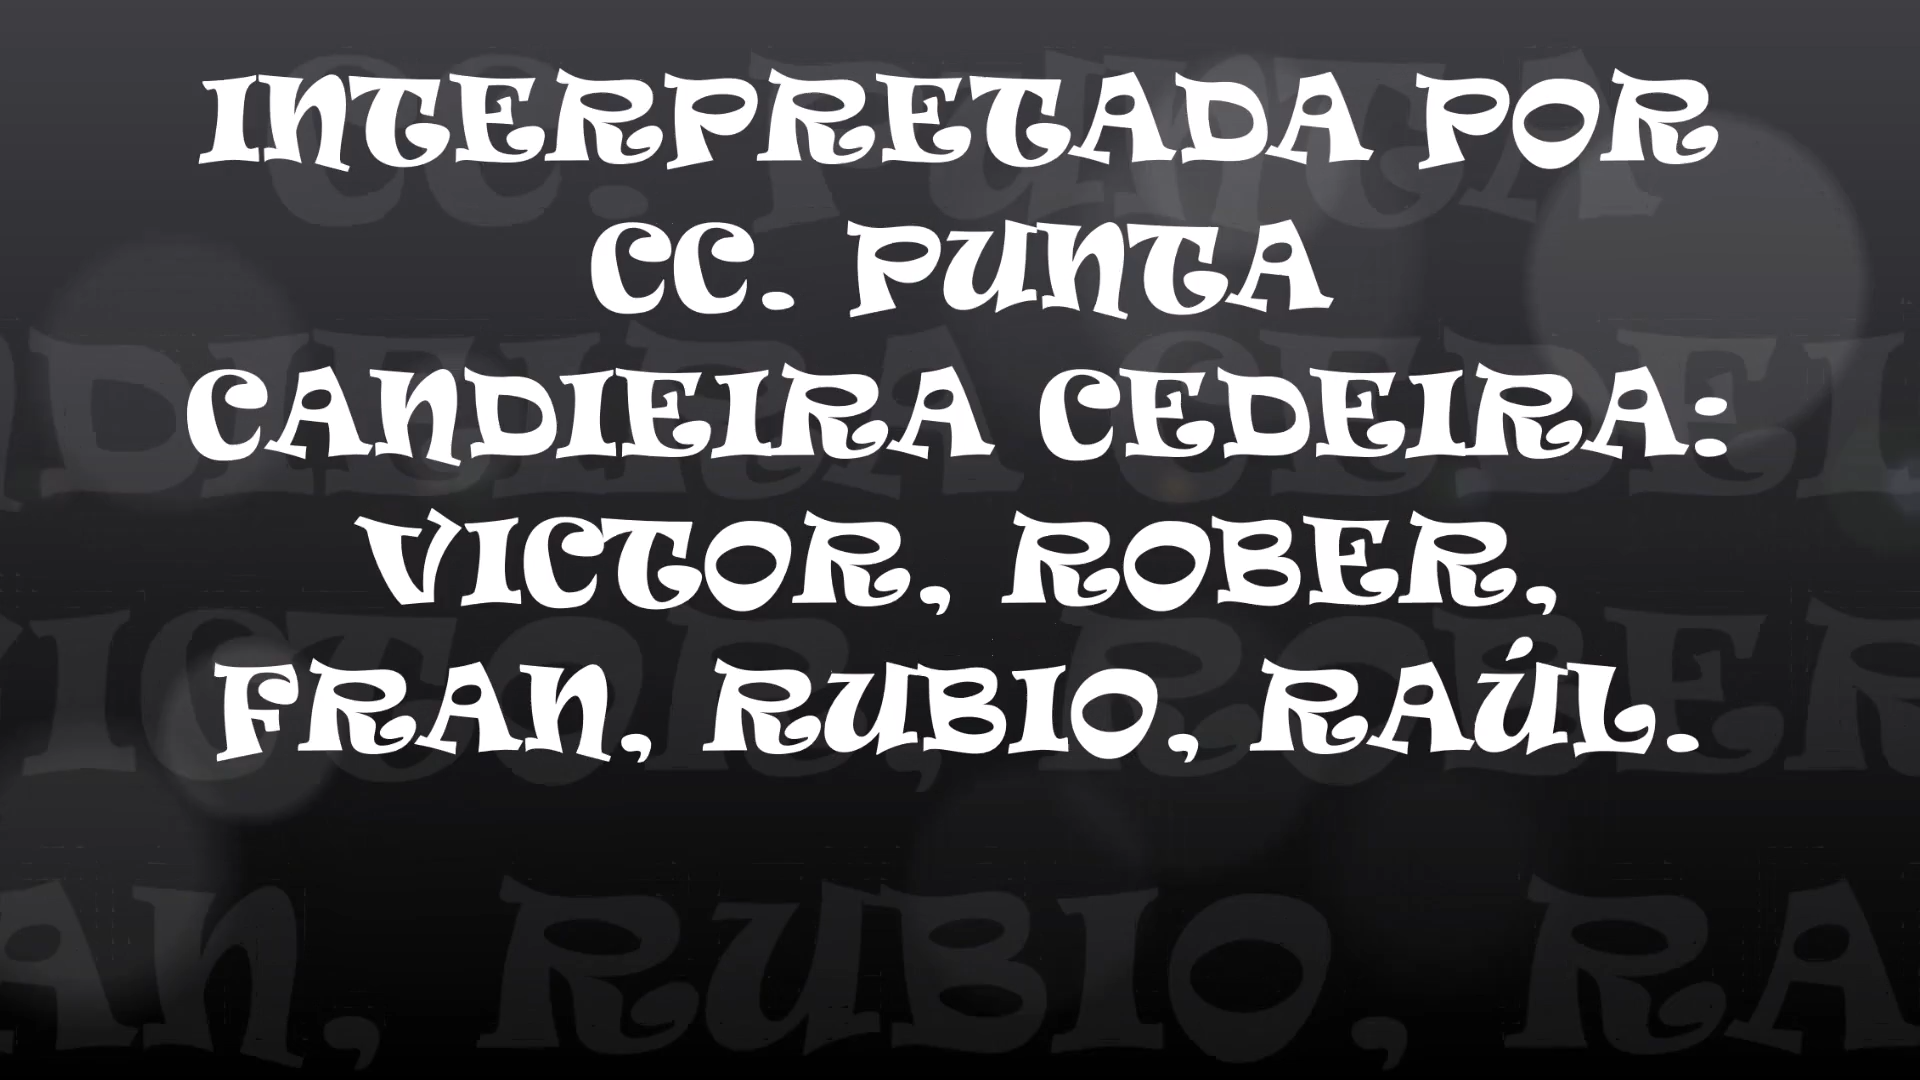 INTERPRETADA POR
CC. PUNTA
CANDIEIRA CEDEIRA:
VICTOR, ROBER,
FRAN, RUBIO, RAÚL.